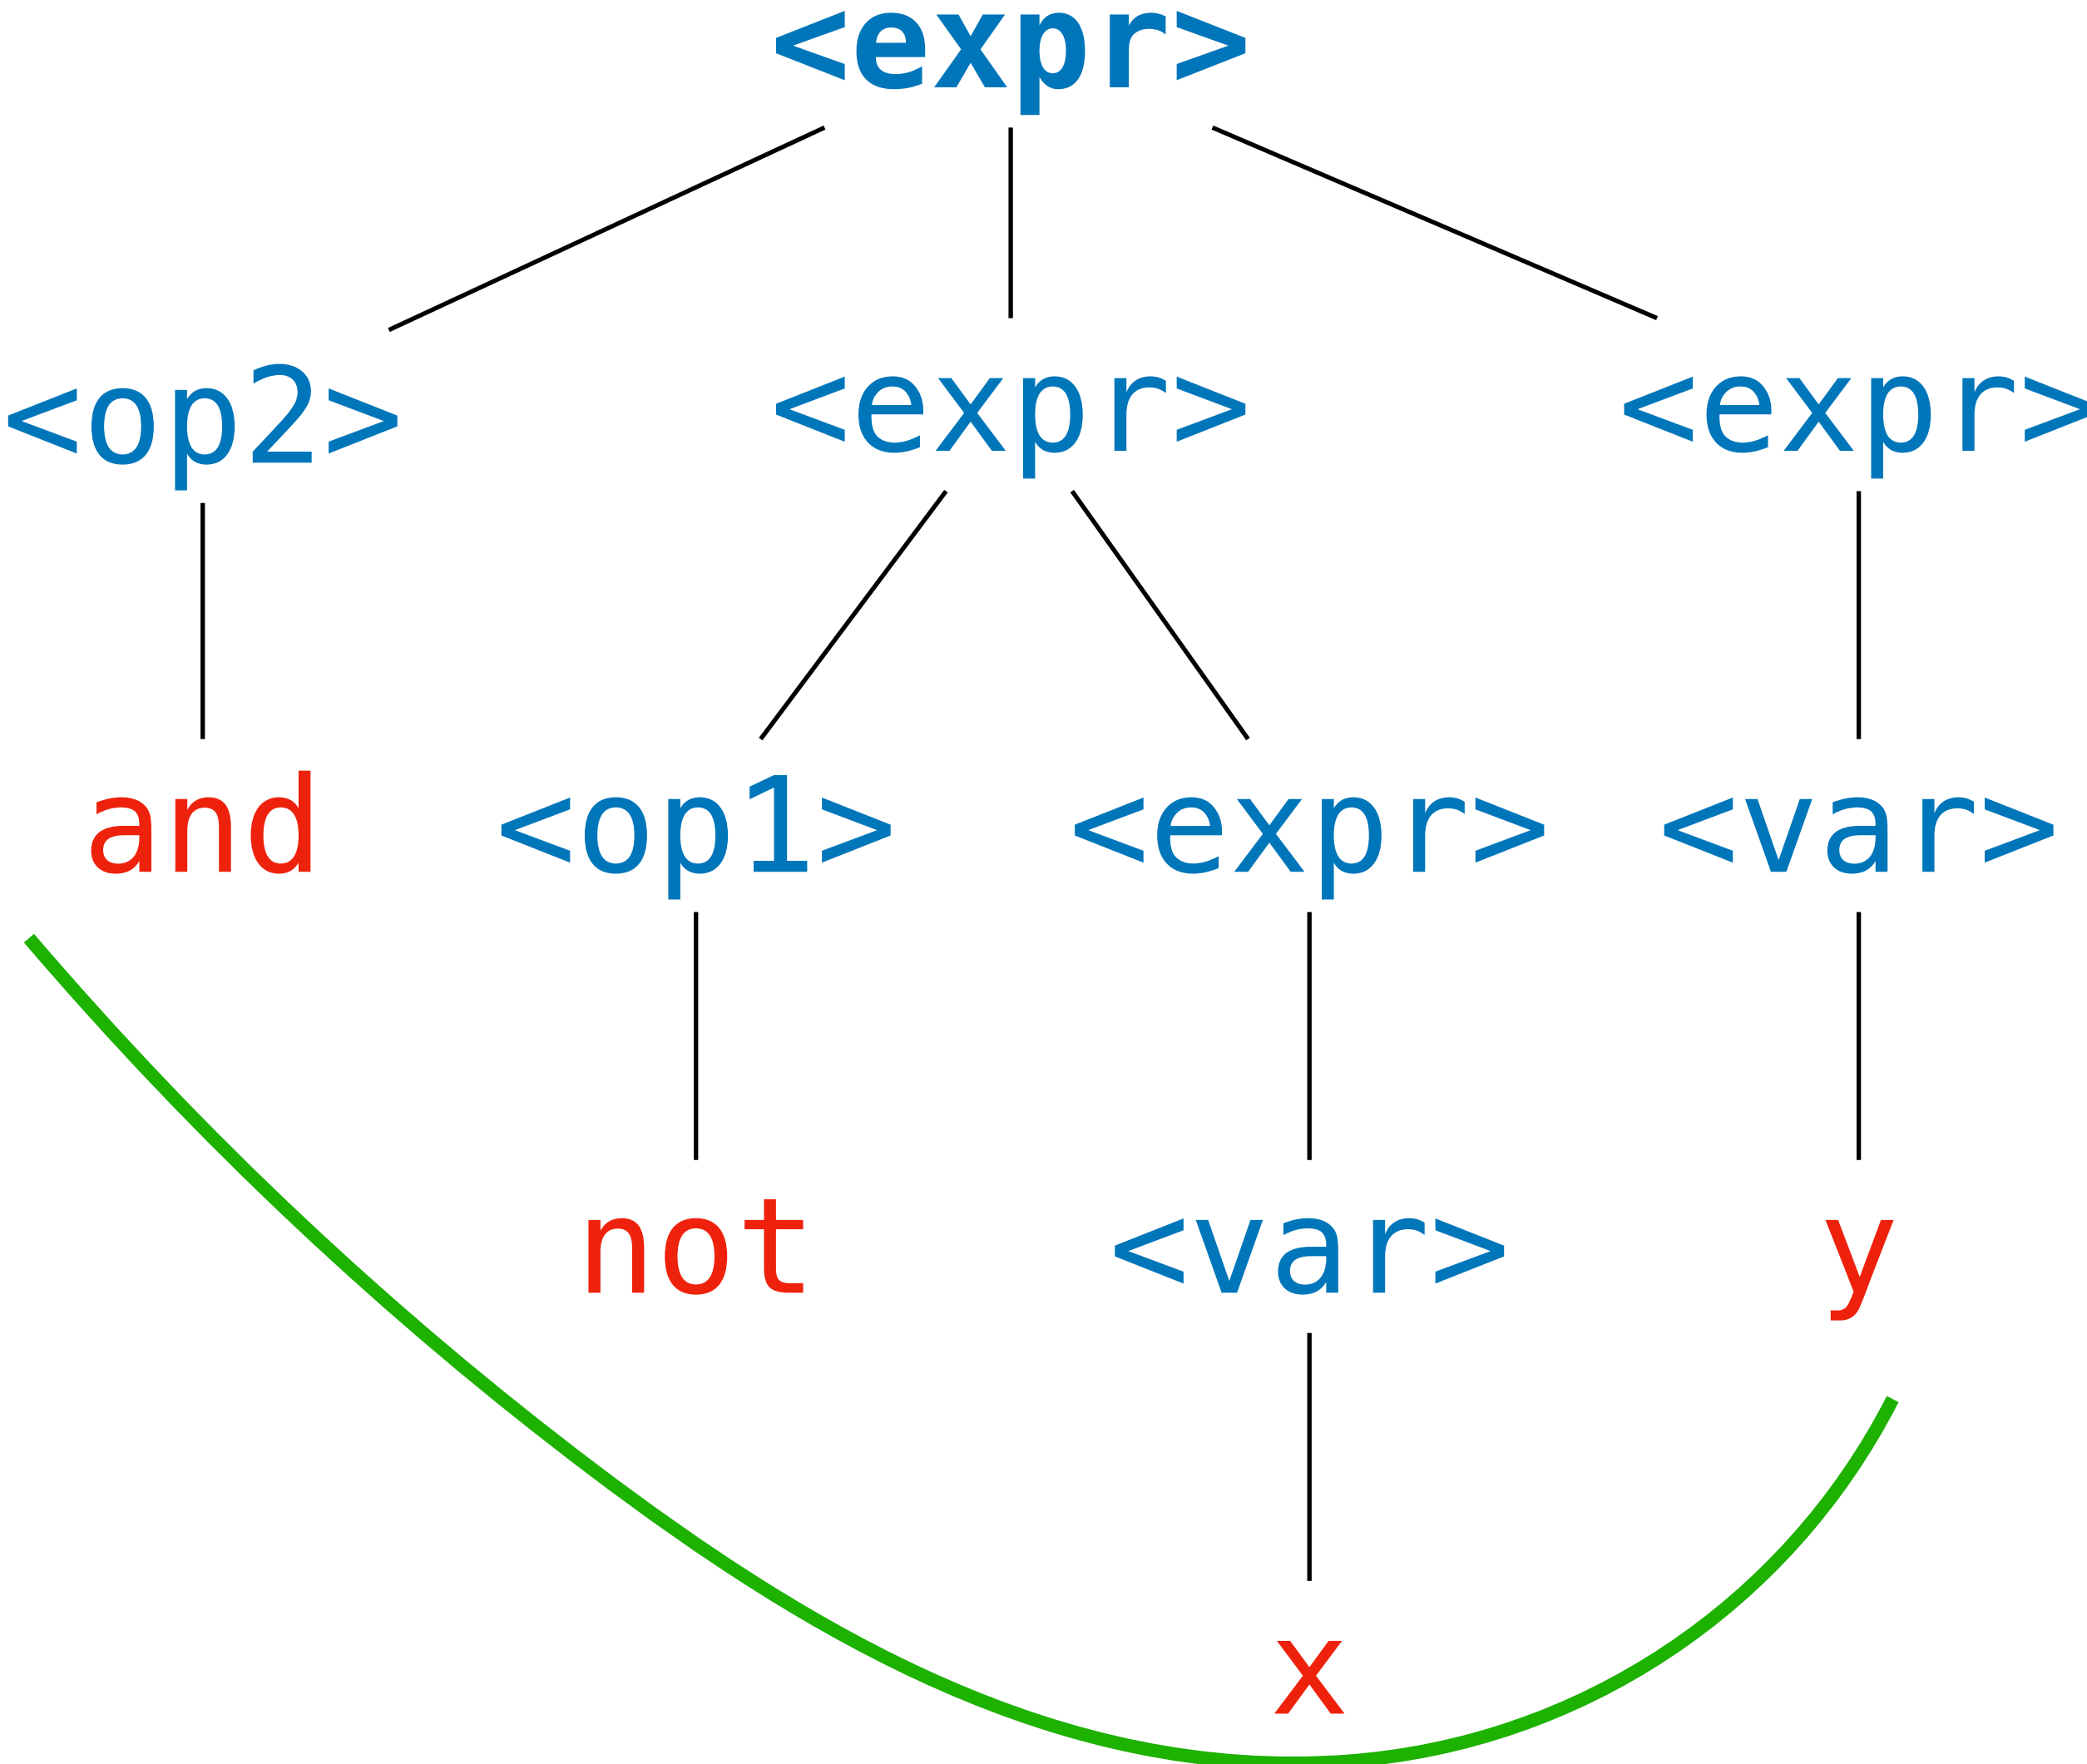 <expr>
<op2> <expr> <expr>
and <op1> <expr> <var>
not <var> y
x